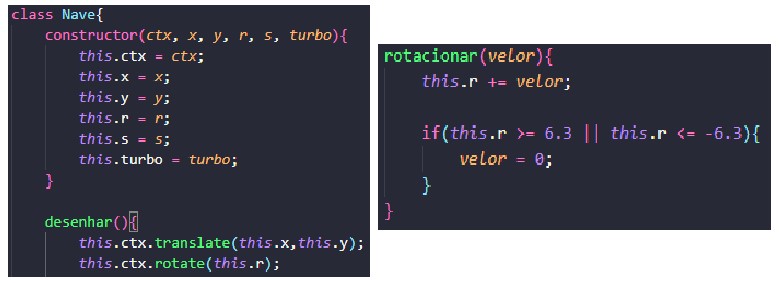 class Nave{
constructor(ctx, x, y, r, s, turbo){
this.ctx = ctx;
this.x = x;
this.y = y;
this.r = r;
this.s = s;
this.turbo = turbo;
}
desenhar(){
this.ctx.translate(this.x,this.y);
this.ctx.rotate(this.r);
rotacionar(velor){
this.r += velor;
if(this.r >= 6.3 || this.r <= -6.3){
velor = 0;
}
}